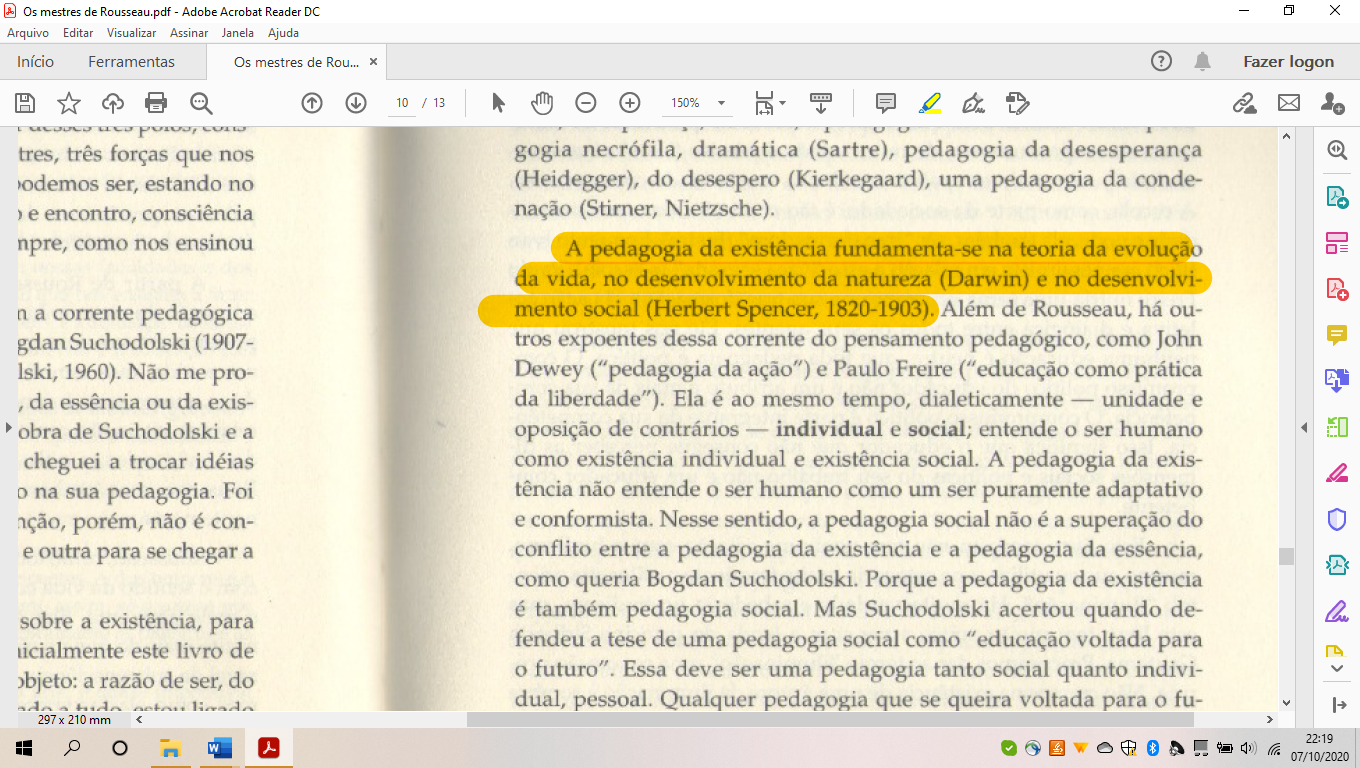 Os mestres de Rousseau.pdf - Adobe Acrobat Reader DC
Arquivo Editar Visualizar Assinar Janela Ajuda
Início Ferramentas Os mestres de Rou... ×
Fazer logon
10 / 13
150%
tres, três forças que nos
podemos ser, estando no
o e encontro, consciência
mpre, como nos ensinou
n a corrente pedagógica
gdan Suchodolski (1907-
lski, 1960). Não me pro-
, da essência ou da exis-
obra de Suchodolski e a
cheguei a trocar idéias
o na sua pedagogia. Foi
nção, porém, não é con-
e outra para se chegar a
sobre a existência, para
nicialmente este livro de
objeto: a razão de ser, do
gogia necrófila, dramática (Sartre), pedagogia da desesperança
(Heidegger), do desespero (Kierkegaard), uma pedagogia da conde-
nação (Stirner, Nietzsche).
A pedagogia da existência fundamenta-se na teoria da evolução
da vida, no desenvolvimento da natureza (Darwin) e no desenvolvi-
mento social (Herbert Spencer, 1820-1903). Além de Rousseau, há ou-
tros expoentes dessa corrente do pensamento pedagógico, como John
Dewey (“pedagogia da ação”) e Paulo Freire (“educação como prática
da liberdade”). Ela é ao mesmo tempo, dialeticamente — unidade e
oposição de contrários — individual e social; entende o ser humano
como existência individual e existência social. A pedagogia da exis-
tência não entende o ser humano como um ser puramente adaptativo
e conformista. Nesse sentido, a pedagogia social não é a superação do
conflito entre a pedagogia da existência e a pedagogia da essência,
como queria Bogdan Suchodolski. Porque a pedagogia da existência
é também pedagogia social. Mas Suchodolski acertou quando de-
fendeu a tese de uma pedagogia social como “educação voltada para
o futuro”. Essa deve ser uma pedagogia tanto social quanto indivi-
dual, pessoal. Qualquer pedagogia que se queira voltada para o fu-
297 x 210 mm
22:19
07/10/2020